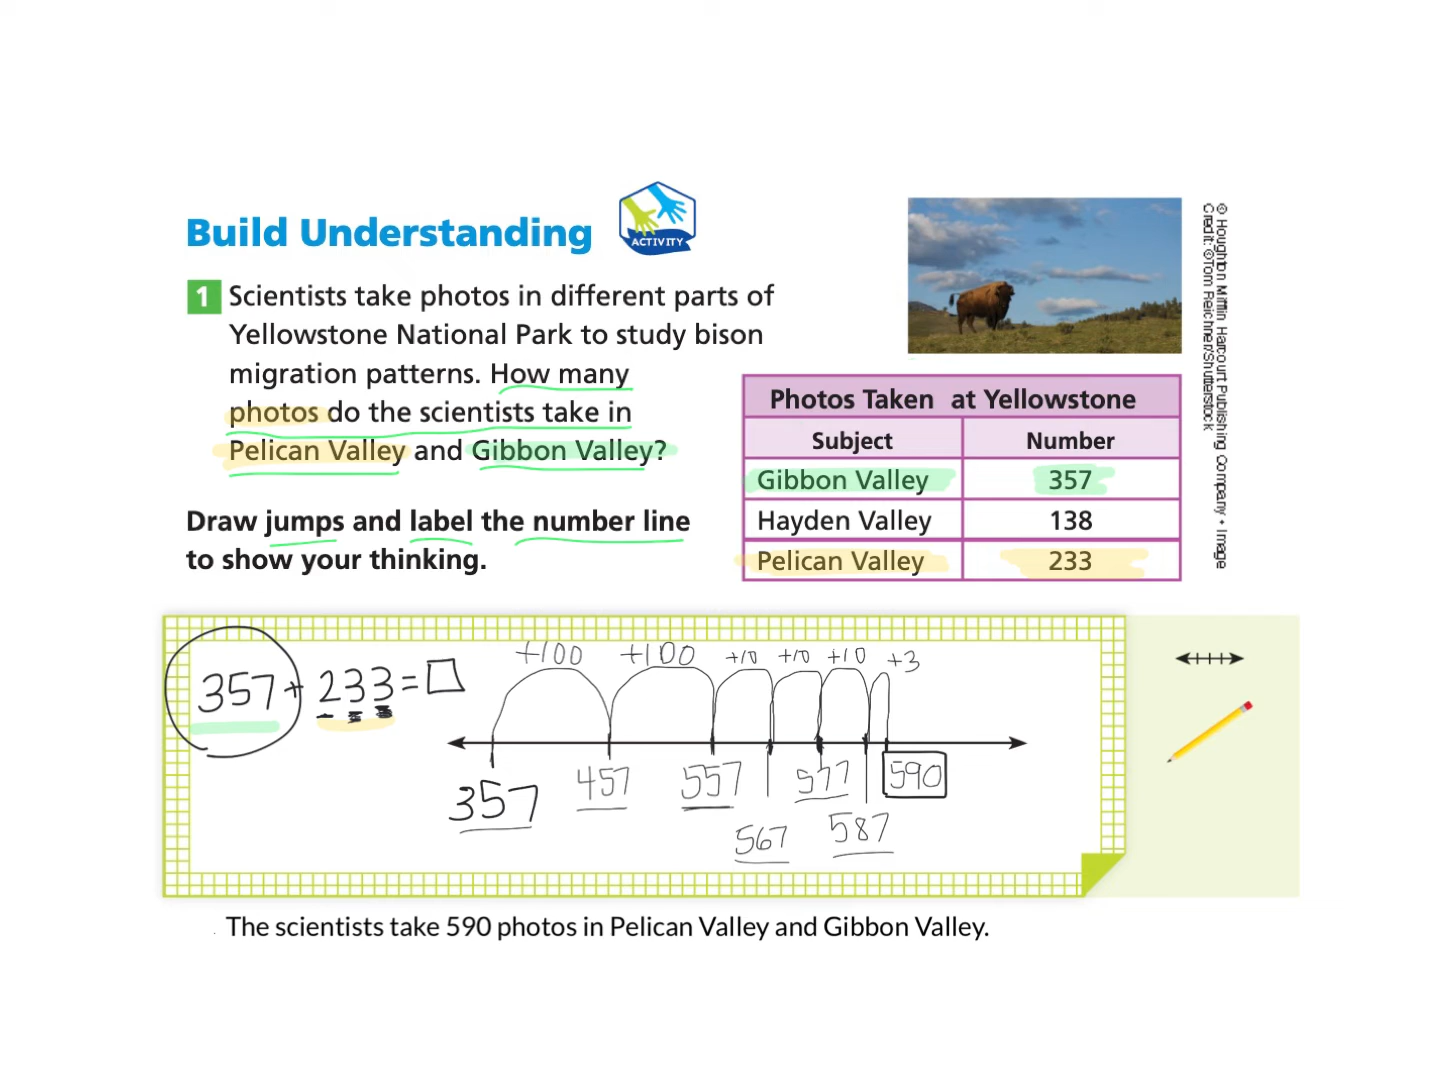 Build Understanding
ACTIVITY
1 Scientists take photos in different parts of
Yellowstone National Park to study bison
migration patterns. How many
photos do the scientists take in
Pelican Valley and Gibbon Valley?
Draw jumps and label the number line
to show your thinking.
© Houghton Mifflin Harcourt Publishing Company • Image
Credit: ©Tom Reichner/Shutterstock
Photos Taken at Yellowstone
Subject Number
Gibbon Valley 357
Hayden Valley 138
Pelican Valley 233
357 + 233 = □
+100 +100 +10 +10 +10 +3
357 457 557 577 590
567 587
The scientists take 590 photos in Pelican Valley and Gibbon Valley.